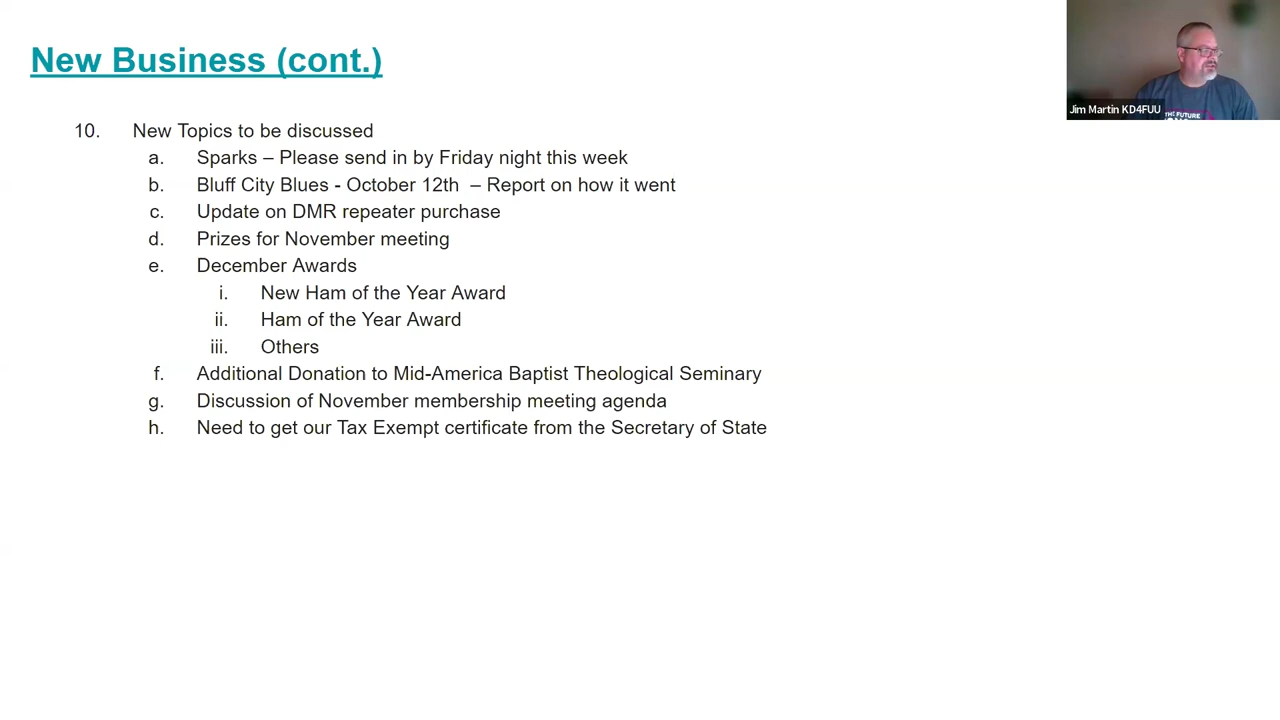 New Business (cont.)
Jim Martin KD4FUU
THE FUTURE
10. New Topics to be discussed
a. Sparks – Please send in by Friday night this week
b. Bluff City Blues - October 12th – Report on how it went
c. Update on DMR repeater purchase
d. Prizes for November meeting
e. December Awards
i. New Ham of the Year Award
ii. Ham of the Year Award
iii. Others
f. Additional Donation to Mid-America Baptist Theological Seminary
g. Discussion of November membership meeting agenda
h. Need to get our Tax Exempt certificate from the Secretary of State